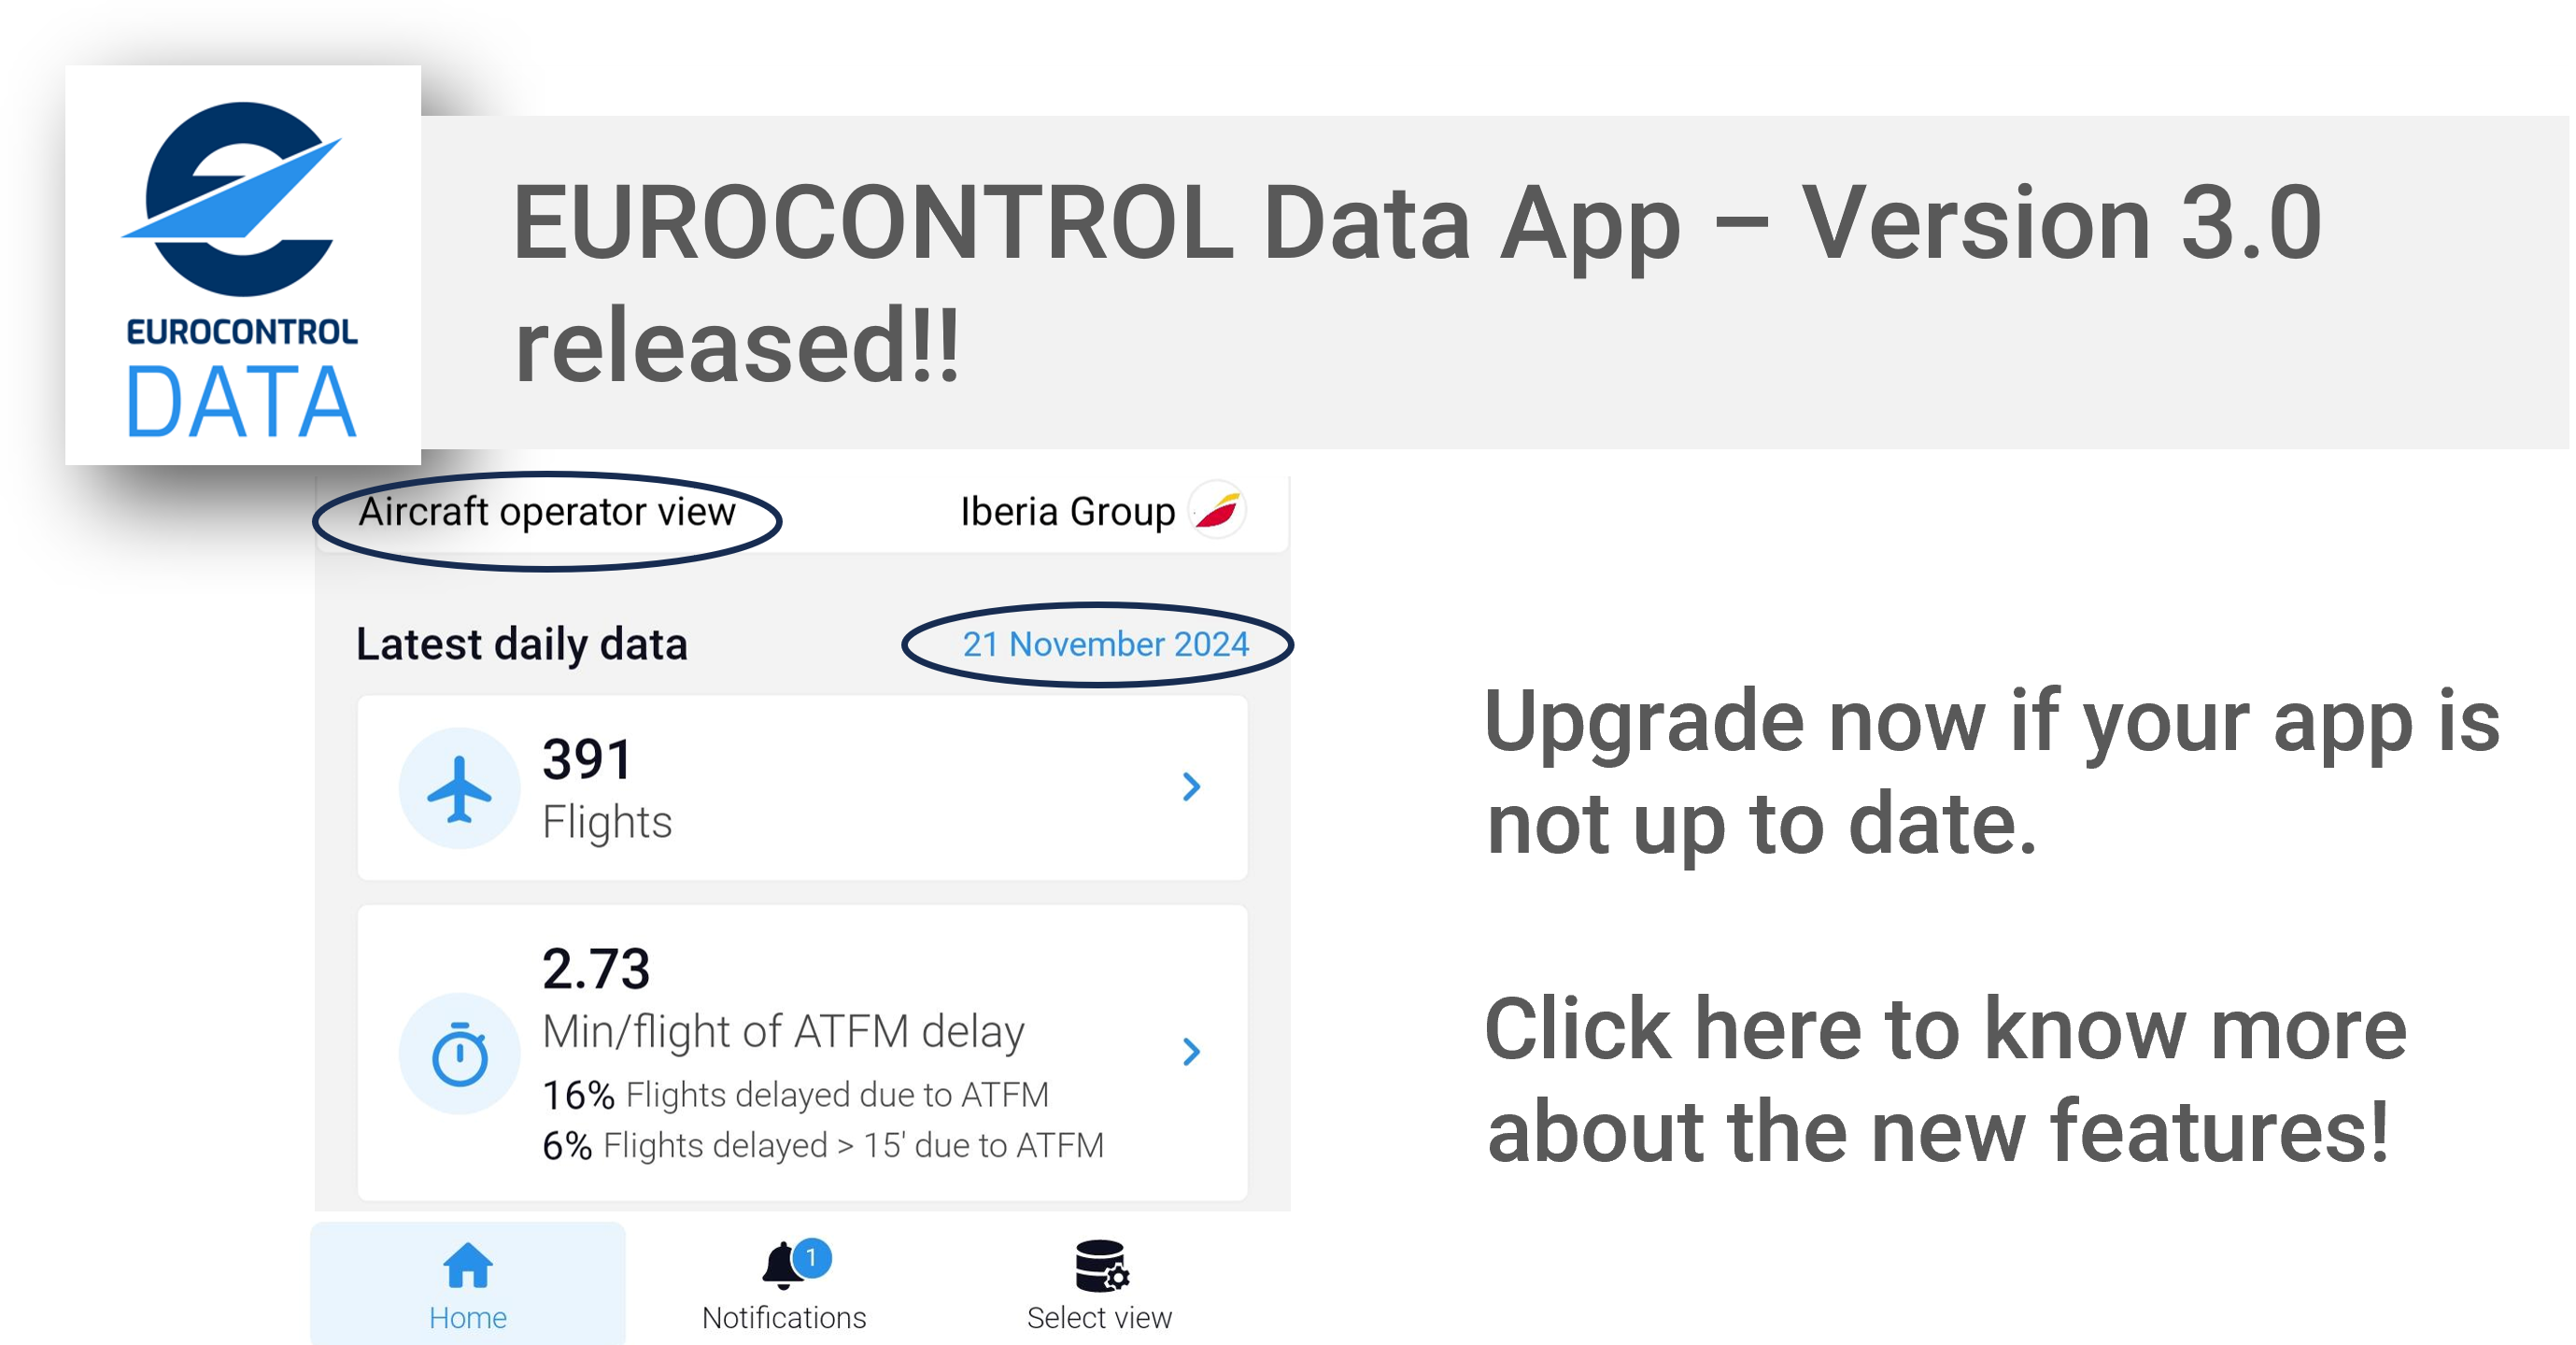 EUROCONTROL
DATA
EUROCONTROL Data App – Version 3.0
released!!
Aircraft operator view
Iberia Group
Latest daily data
21 November 2024
391
Flights
2.73
Min/flight of ATFM delay
16% Flights delayed due to ATFM
6% Flights delayed > 15' due to ATFM
Home
1
Notifications
Select view
Upgrade now if your app is
not up to date.
Click here to know more
about the new features!